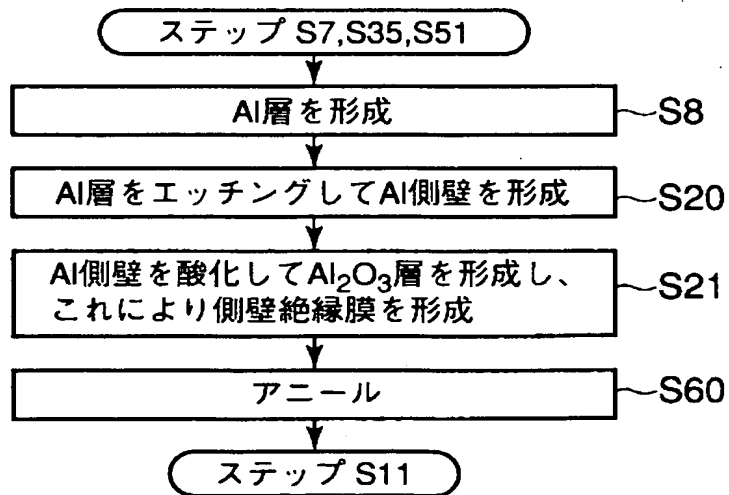 ステップ S7,S35,S51
Al層を形成
S8
Al層をエッチングしてAl側壁を形成
S20
Al側壁を酸化してAl₂O₃層を形成し、
これにより側壁絶縁膜を形成
S21
アニール
S60
ステップ S11